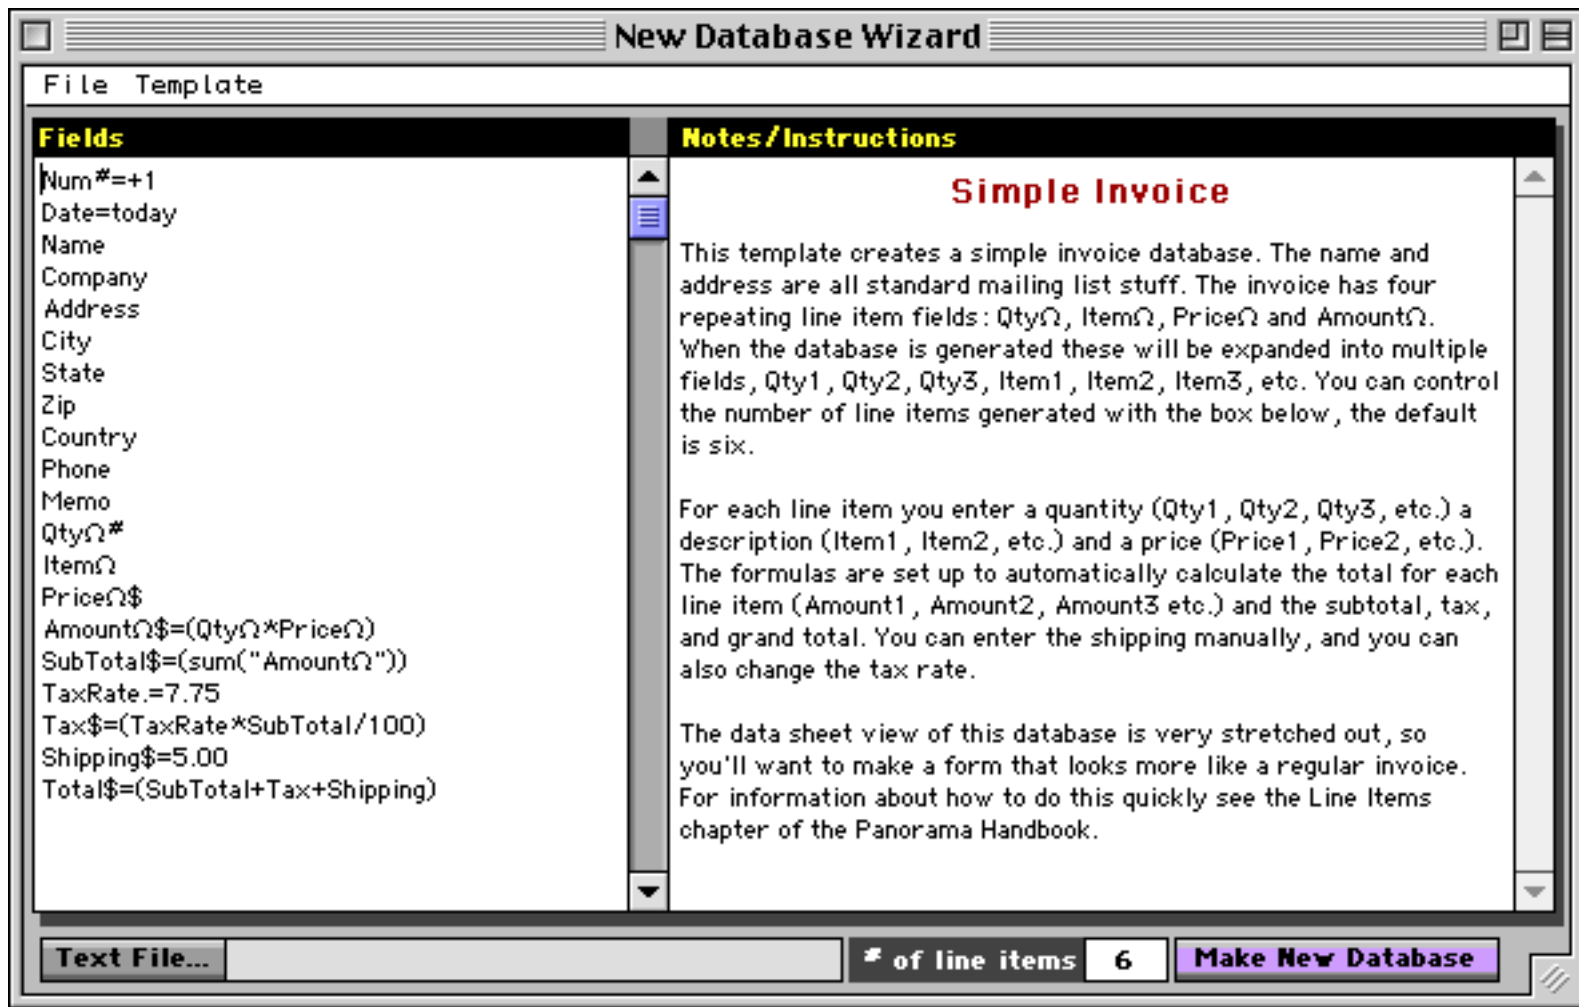 New Database Wizard
File Template
Fields
Num#=+1
Date=today
Name
Company
Address
City
State
Zip
Country
Phone
Memo
QtyΩ#
ItemΩ
PriceΩ$
AmountΩ$=(QtyΩ*PriceΩ)
SubTotal$=(sum("AmountΩ"))
TaxRate.=7.75
Tax$=(TaxRate*SubTotal/100)
Shipping$=5.00
Total$=(SubTotal+Tax+Shipping)
Notes/Instructions
Simple Invoice
This template creates a simple invoice database. The name and
address are all standard mailing list stuff. The invoice has four
repeating line item fields: QtyΩ, ItemΩ, PriceΩ and AmountΩ.
When the database is generated these will be expanded into multiple
fields, Qty1, Qty2, Qty3, Item1, Item2, Item3, etc. You can control
the number of line items generated with the box below, the default
is six.
For each line item you enter a quantity (Qty1, Qty2, Qty3, etc.) a
description (Item1, Item2, etc.) and a price (Price1, Price2, etc.).
The formulas are set up to automatically calculate the total for each
line item (Amount1, Amount2, Amount3 etc.) and the subtotal, tax,
and grand total. You can enter the shipping manually, and you can
also change the tax rate.
The data sheet view of this database is very stretched out, so
you'll want to make a form that looks more like a regular invoice.
For information about how to do this quickly see the Line Items
chapter of the Panorama Handbook.
Text File...
# of line items 6
Make New Database